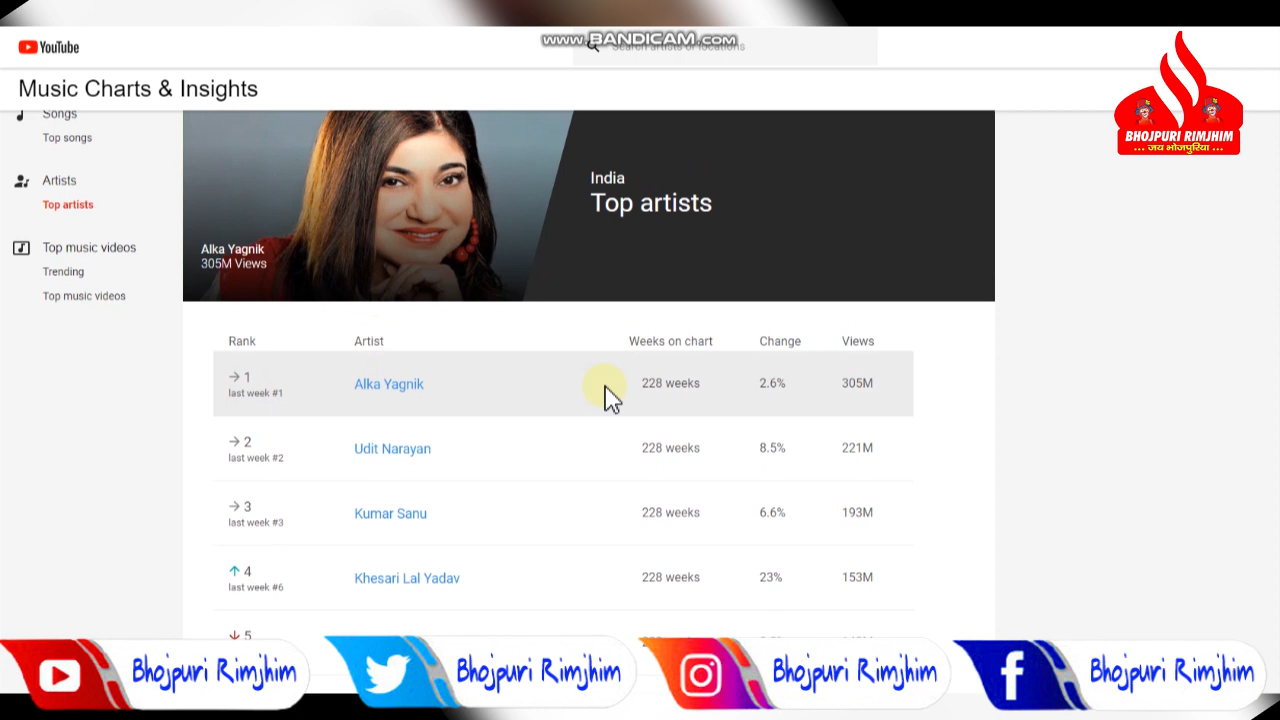 www.BANDICAM.com
YouTube
Search artists or locations
Music Charts & Insights
BHOJPURI RIMJHIM
... जय भोजपुरिया ...
Songs
Top songs
Artists
Top artists
Top music videos
Trending
Top music videos
Alka Yagnik
305M Views
India
Top artists
Rank Artist Weeks on chart Change Views
1 Alka Yagnik 228 weeks 2.6% 305M
last week #1
2 Udit Narayan 228 weeks 8.5% 221M
last week #2
3 Kumar Sanu 228 weeks 6.6% 193M
last week #3
4 Khesari Lal Yadav 228 weeks 23% 153M
last week #6
5
Bhojpuri Rimjhim Bhojpuri Rimjhim Bhojpuri Rimjhim Bhojpuri Rimjhim